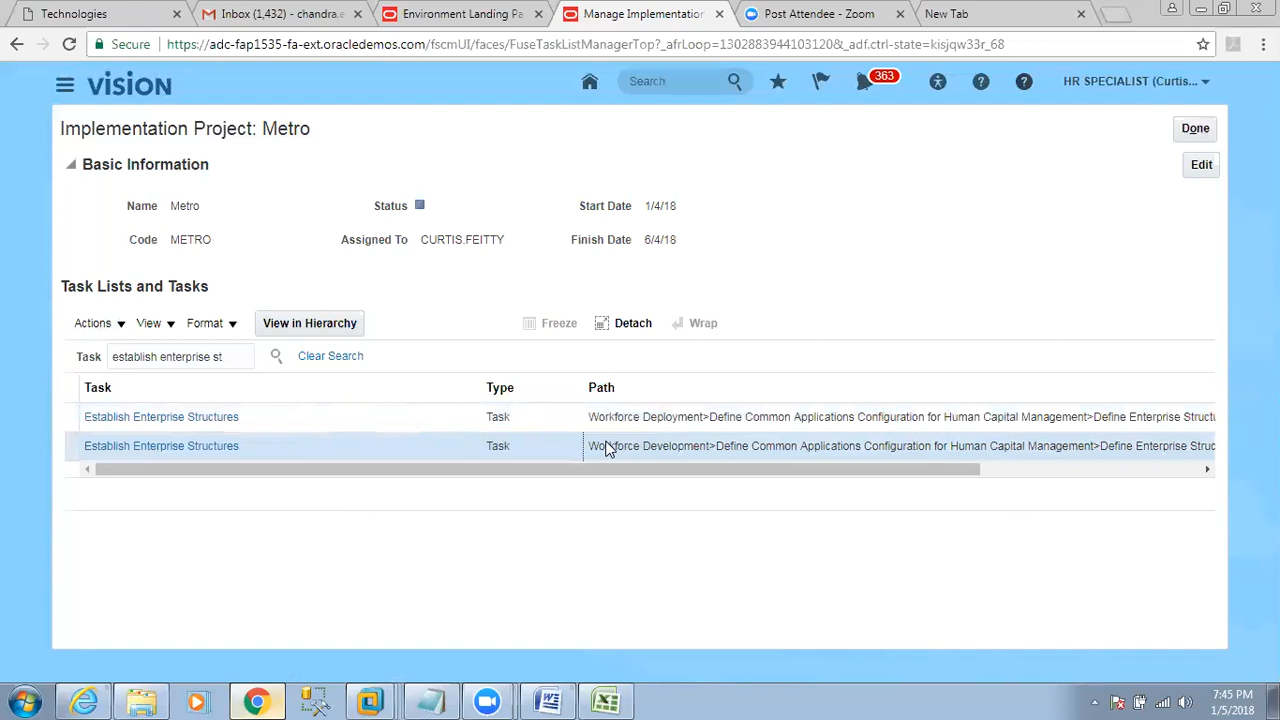 Technologies
Inbox (1,432) - chandra.e
Environment Landing Pa
Manage Implementation
Post Attendee - Zoom
New Tab
Secure
https://adc-fap1535-fa-ext.oracledemos.com/fscmUI/faces/FuseTaskListManagerTop?_afrLoop=1302883944103120&_adf.ctrl-state=kisjqw33r_68
VISION
Search
363
HR SPECIALIST (Curtis...
Implementation Project: Metro
Done
Basic Information
Edit
Name Metro Status Start Date 1/4/18
Code METRO Assigned To CURTIS.FEITTY Finish Date 6/4/18
Task Lists and Tasks
Actions View Format View in Hierarchy Freeze Detach Wrap
Task establish enterprise st Clear Search
Task Type Path
Establish Enterprise Structures Task Workforce Deployment>Define Common Applications Configuration for Human Capital Management>Define Enterprise Structu
Establish Enterprise Structures Task Workforce Development>Define Common Applications Configuration for Human Capital Management>Define Enterprise Struc
7:45 PM
1/5/2018